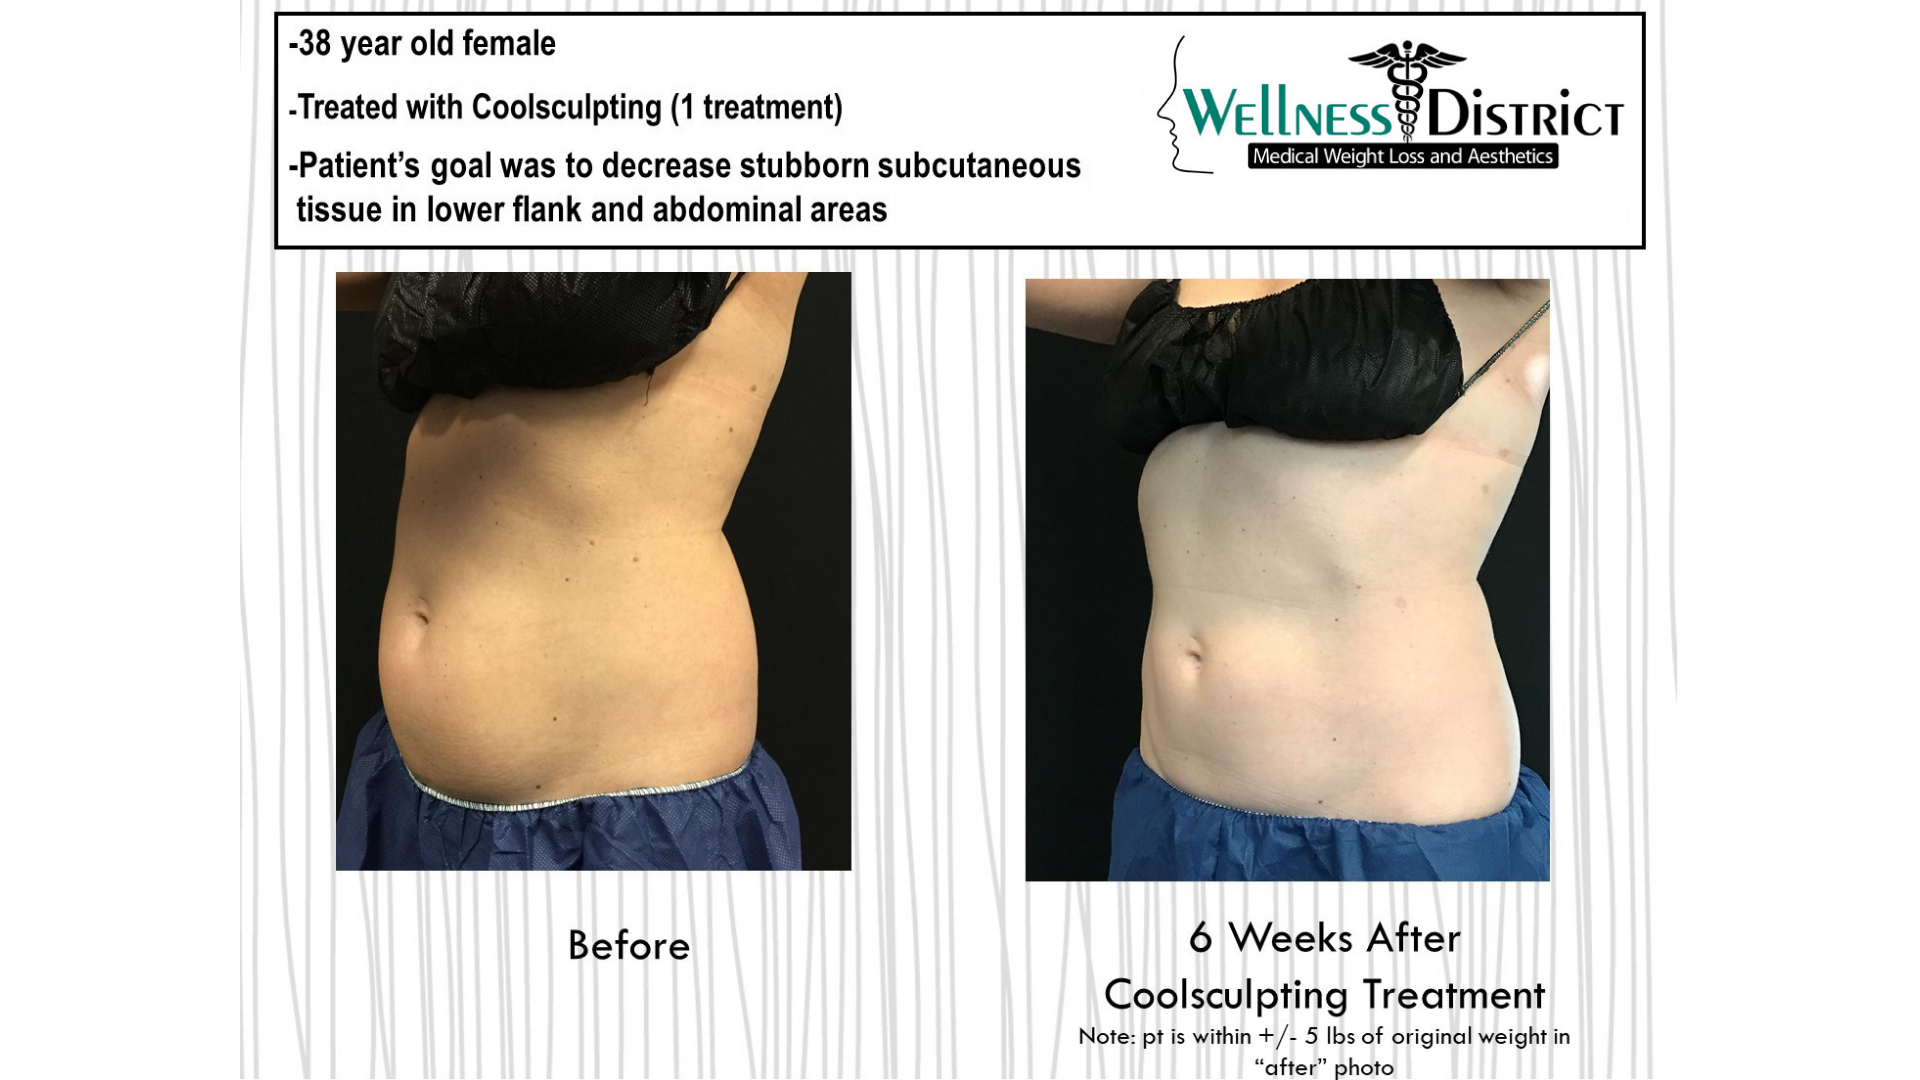 -38 year old female
-Treated with Coolsculpting (1 treatment)
-Patient’s goal was to decrease stubborn subcutaneous
tissue in lower flank and abdominal areas
WELLNESS DISTRICT
Medical Weight Loss and Aesthetics
Before
6 Weeks After
Coolsculpting Treatment
Note: pt is within +/- 5 lbs of original weight in
“after” photo